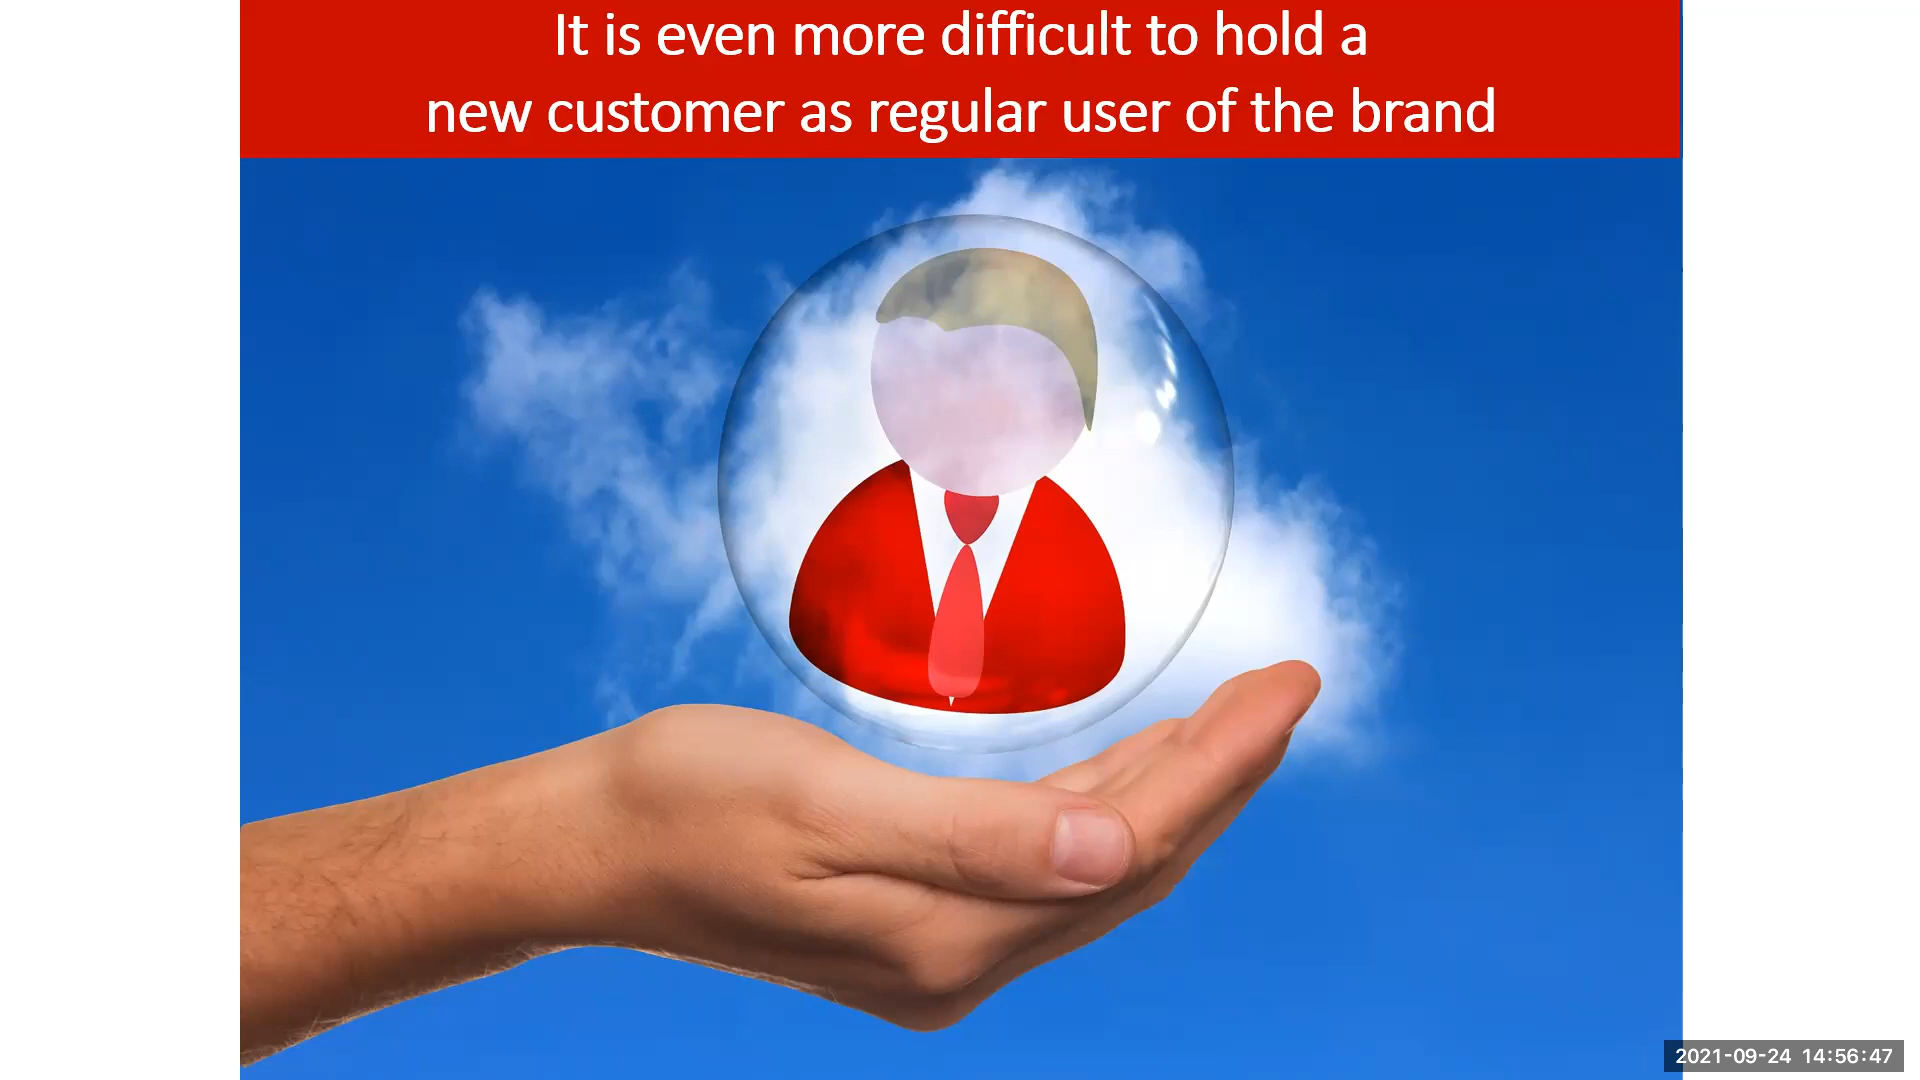 It is even more difficult to hold a
new customer as regular user of the brand
2021-09-24 14:56:47